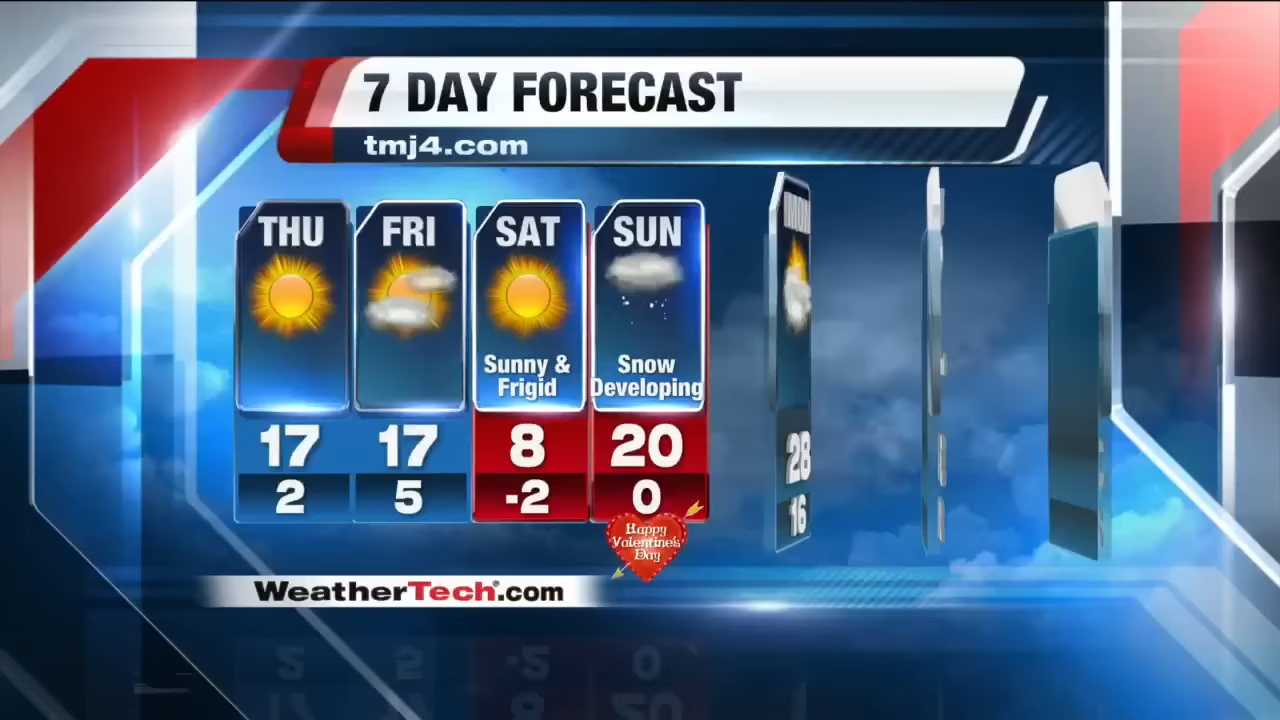 7 DAY FORECAST
tmj4.com
THU FRI SAT SUN MON
Sunny &
Frigid
Snow
Developing
17 17 8 20 28
2 5 -2 0 16
Happy
Valentine's
Day
WeatherTech®.com